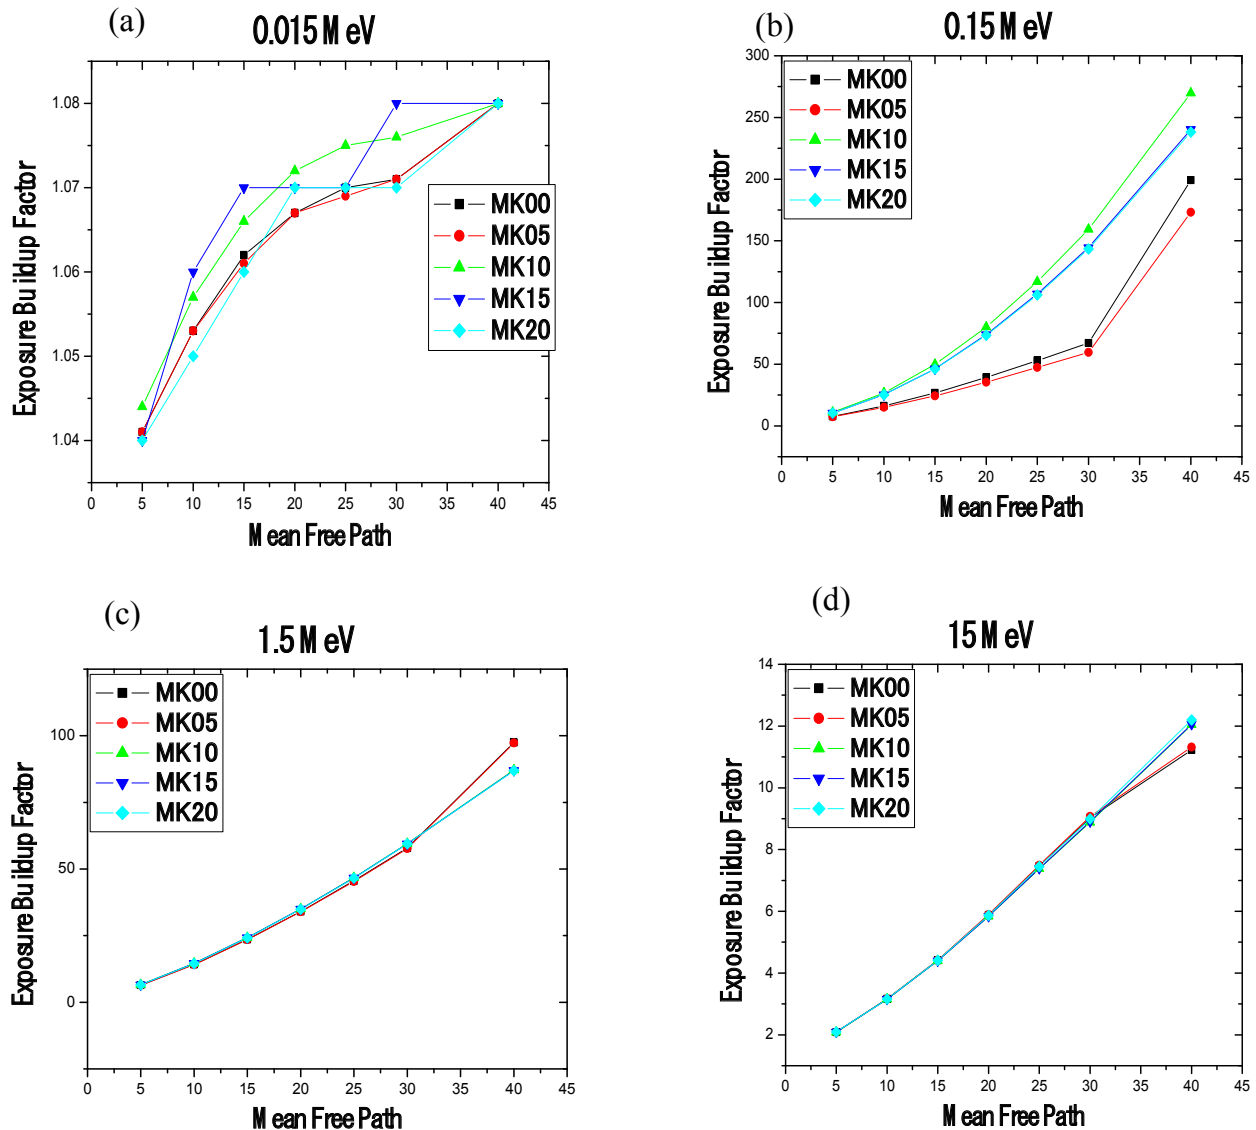 (a)
0.015 MeV
1.08
1.07
1.06
1.05
1.04
Exposure Buildup Factor
MK00
MK05
MK10
MK15
MK20
0 5 10 15 20 25 30 35 40 45
Mean Free Path
(b)
0.15 MeV
300
250
200
150
100
50
0
Exposure Buildup Factor
MK00
MK05
MK10
MK15
MK20
0 5 10 15 20 25 30 35 40 45
Mean Free Path
(c)
1.5 MeV
100
50
0
Exposure Buildup Factor
MK00
MK05
MK10
MK15
MK20
0 5 10 15 20 25 30 35 40 45
Mean Free Path
(d)
15 MeV
14
12
10
8
6
4
2
Exposure Buildup Factor
MK00
MK05
MK10
MK15
MK20
0 5 10 15 20 25 30 35 40 45
Mean Free Path